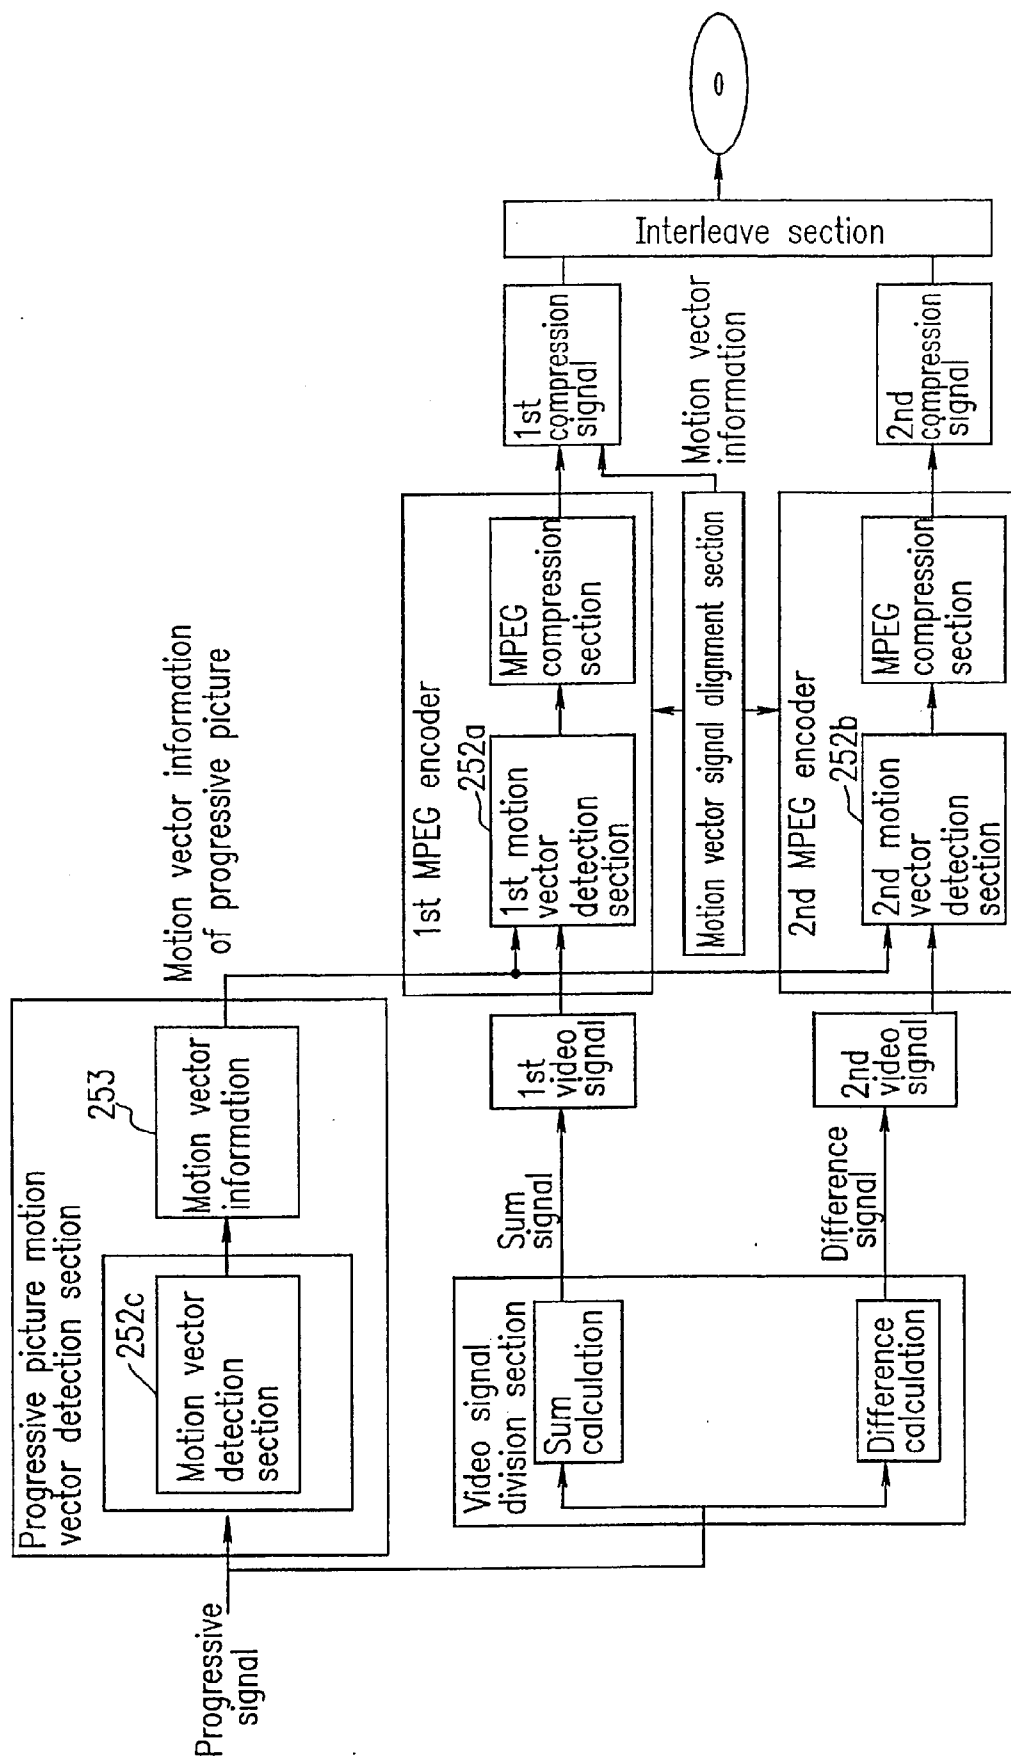 Progressive
signal
Progressive picture motion
vector detection section
252c
Motion vector
detection
section
253
Motion vector
information
Motion vector information
of progressive picture
Video signal
division section
Sum
calculation
Difference
calculation
Sum
signal
Difference
signal
1st
video
signal
2nd
video
signal
1st MPEG encoder
252a
1st motion
vector
detection
section
MPEG
compression
section
Motion vector signal alignment section
Motion vector
information
2nd MPEG encoder
252b
2nd motion
vector
detection
section
MPEG
compression
section
1st
compression
signal
2nd
compression
signal
Interleave section